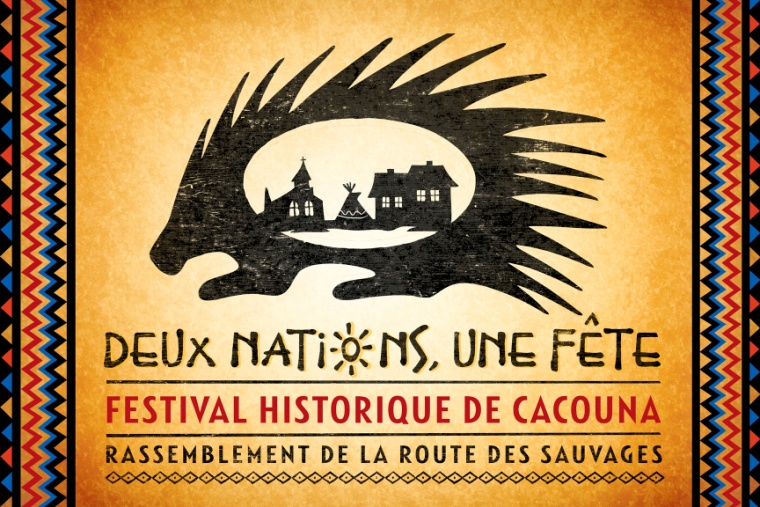 DEUX NATIONS, UNE FÊTE
FESTIVAL HISTORIQUE DE CACOUNA
RASSEMBLEMENT DE LA ROUTE DES SAUVAGES